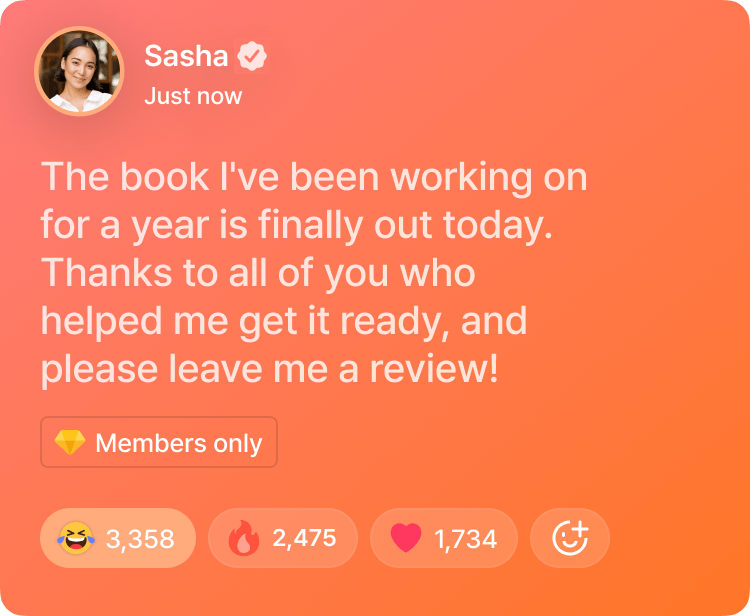 Sasha
Just now
The book I've been working on
for a year is finally out today.
Thanks to all of you who
helped me get it ready, and
please leave me a review!
Members only
3,358 2,475 1,734